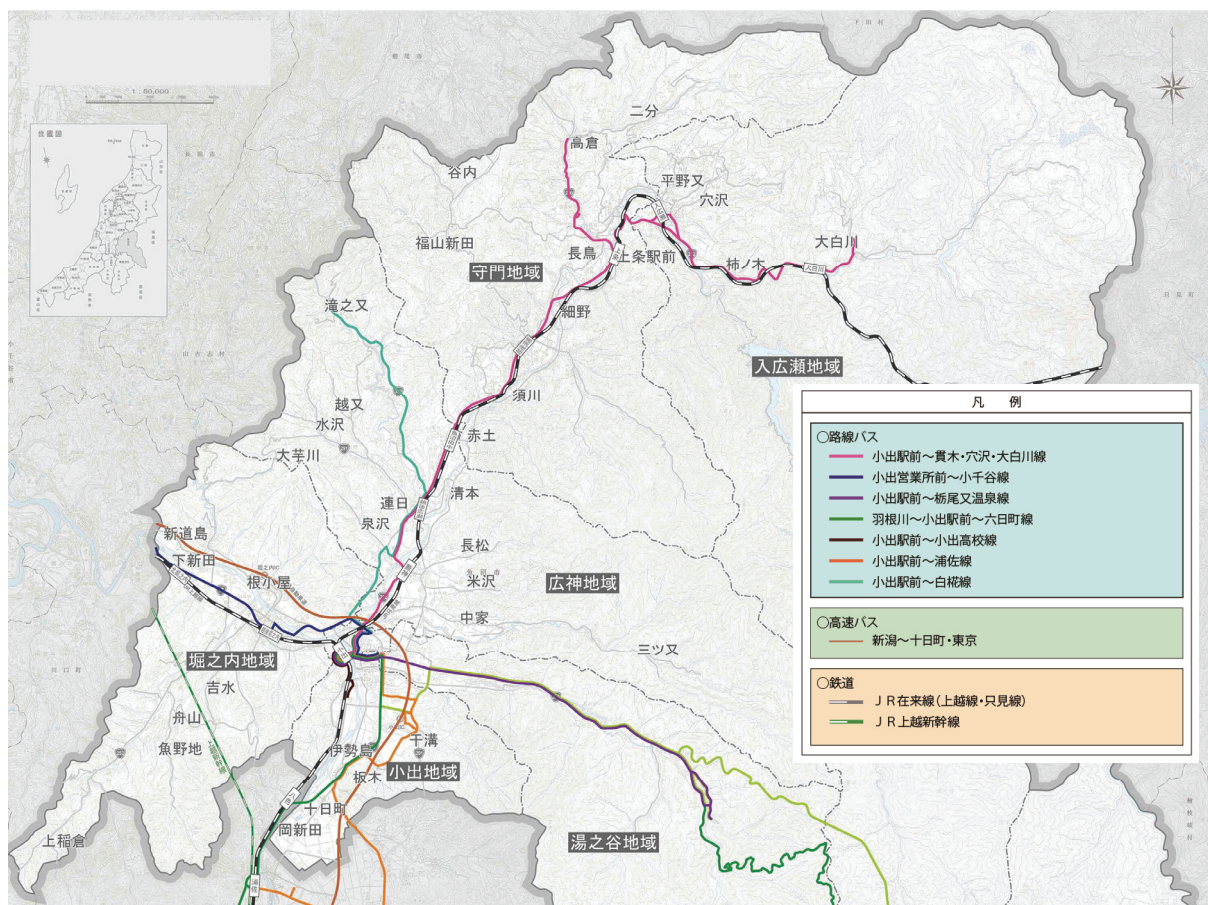 1:50,000
位置図
二分
高倉
谷内
平野又
穴沢
福山新田
長鳥
上条駅前
大白川
守門地域
柿ノ木
滝之又
細野
入広瀬地域
須川
越又
水沢
赤土
大芋川
清本
連日
泉沢
新道島
長松
下新田
根小屋
米沢
広神地域
中家
三ツ又
堀之内地域
吉水
舟山
魚野地
伊勢島
干溝
板木
小出地域
十日町
岡新田
湯之谷地域
上稲倉
浦佐
凡　例
○路線バス
小出駅前～貫木・穴沢・大白川線
小出営業所前～小千谷線
小出駅前～栃尾又温泉線
羽根川～小出駅前～六日町線
小出駅前～小出高校線
小出駅前～浦佐線
小出駅前～白椛線
○高速バス
新潟～十日町・東京
○鉄道
ＪＲ在来線（上越線・只見線）
ＪＲ上越新幹線